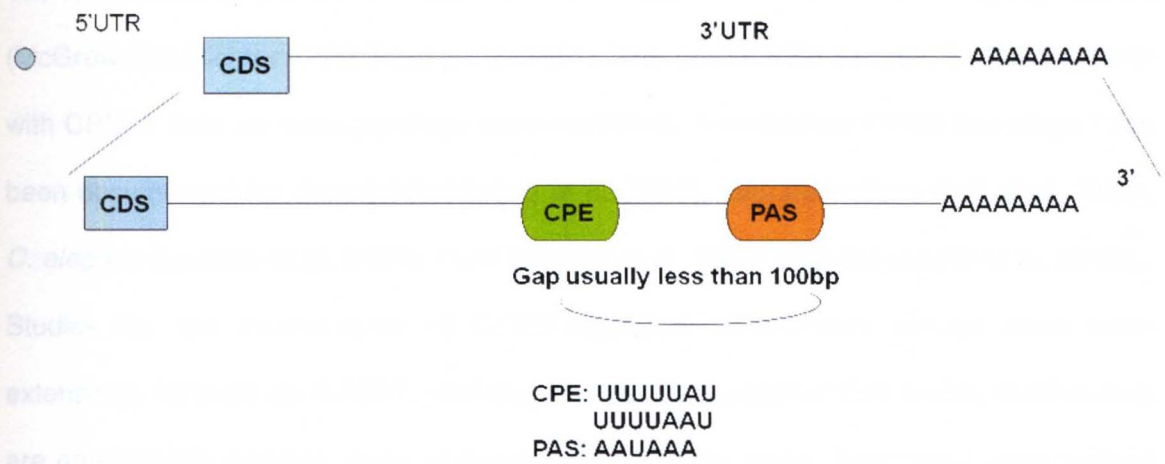 5'UTR
3'UTR
CDS
AAAAAAAA
3'
CDS
CPE
PAS
AAAAAAAA
Gap usually less than 100bp
CPE: UUUUUAU
UUUUAAU
PAS: AAUAAA